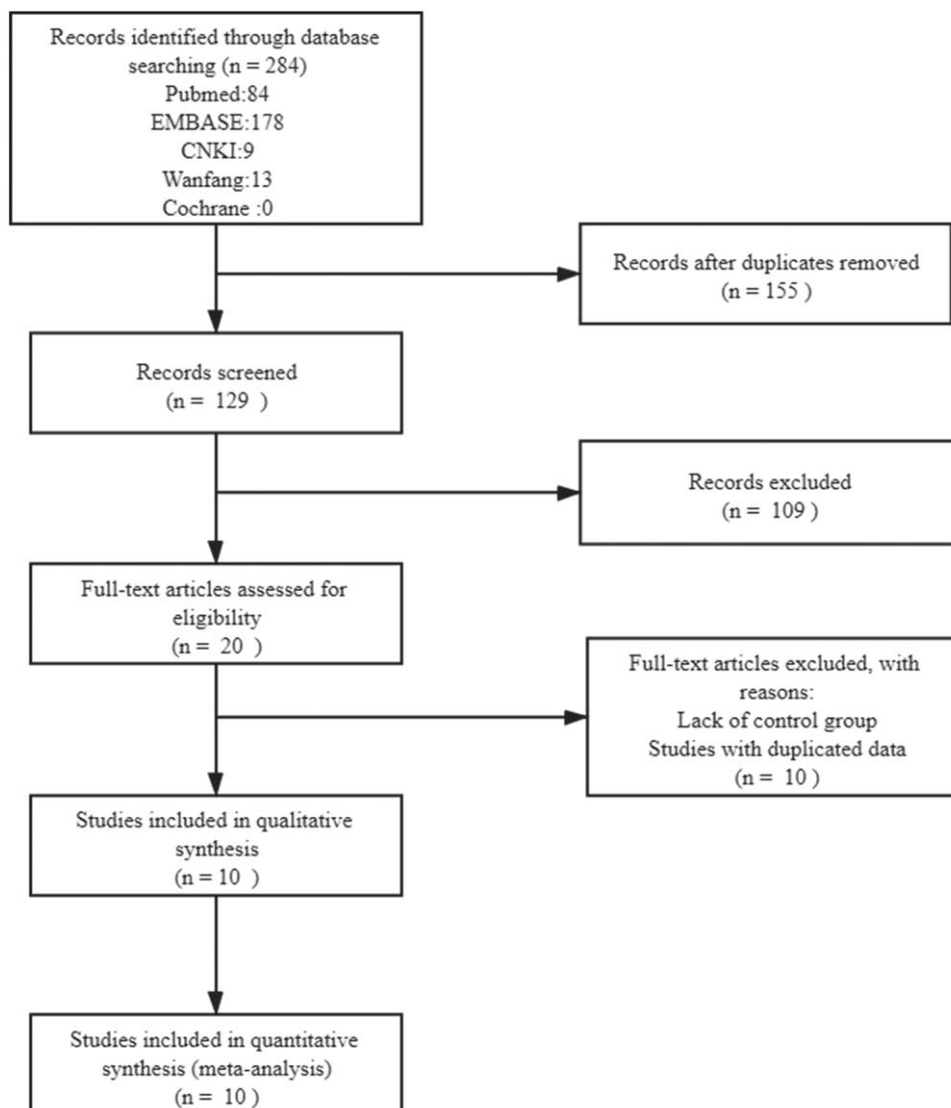 Records identified through database
searching (n = 284)
Pubmed:84
EMBASE:178
CNKI:9
Wanfang:13
Cochrane :0
Records after duplicates removed
(n = 155 )
Records screened
(n = 129 )
Records excluded
(n = 109 )
Full-text articles assessed for
eligibility
(n = 20 )
Full-text articles excluded, with
reasons:
Lack of control group
Studies with duplicated data
(n = 10 )
Studies included in qualitative
synthesis
(n = 10 )
Studies included in quantitative
synthesis (meta-analysis)
(n = 10 )